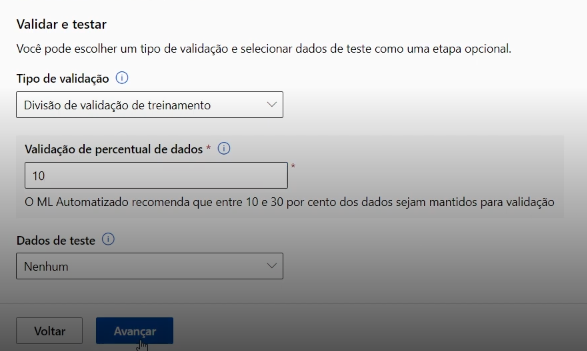 Validar e testar
Você pode escolher um tipo de validação e selecionar dados de teste como uma etapa opcional.
Tipo de validação
Divisão de validação de treinamento
Validação de percentual de dados *
10
*
O ML Automatizado recomenda que entre 10 e 30 por cento dos dados sejam mantidos para validação
Dados de teste
Nenhum
Voltar Avançar